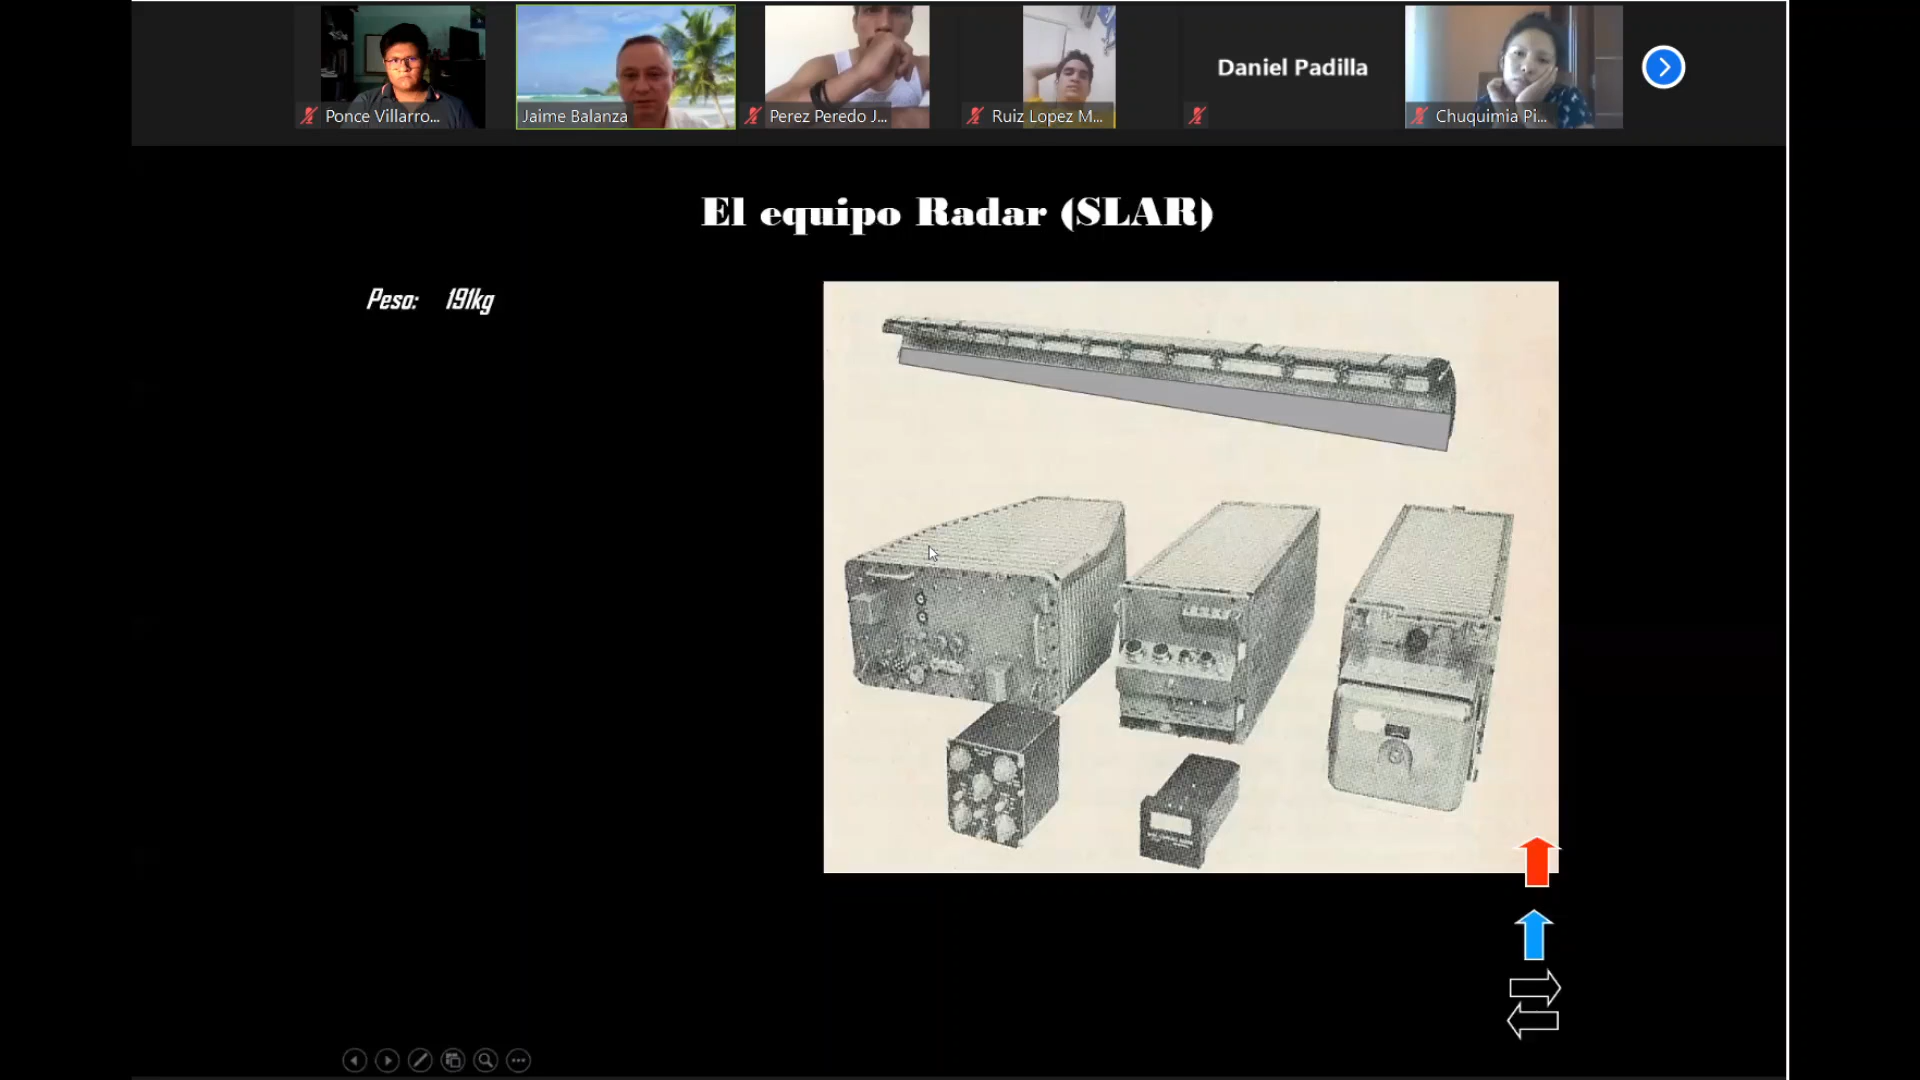 Ponce Villarro...
Jaime Balanza
Perez Peredo J...
Ruiz Lopez M...
Daniel Padilla
Chuquimia Pi...
El equipo Radar (SLAR)
Peso: 191kg